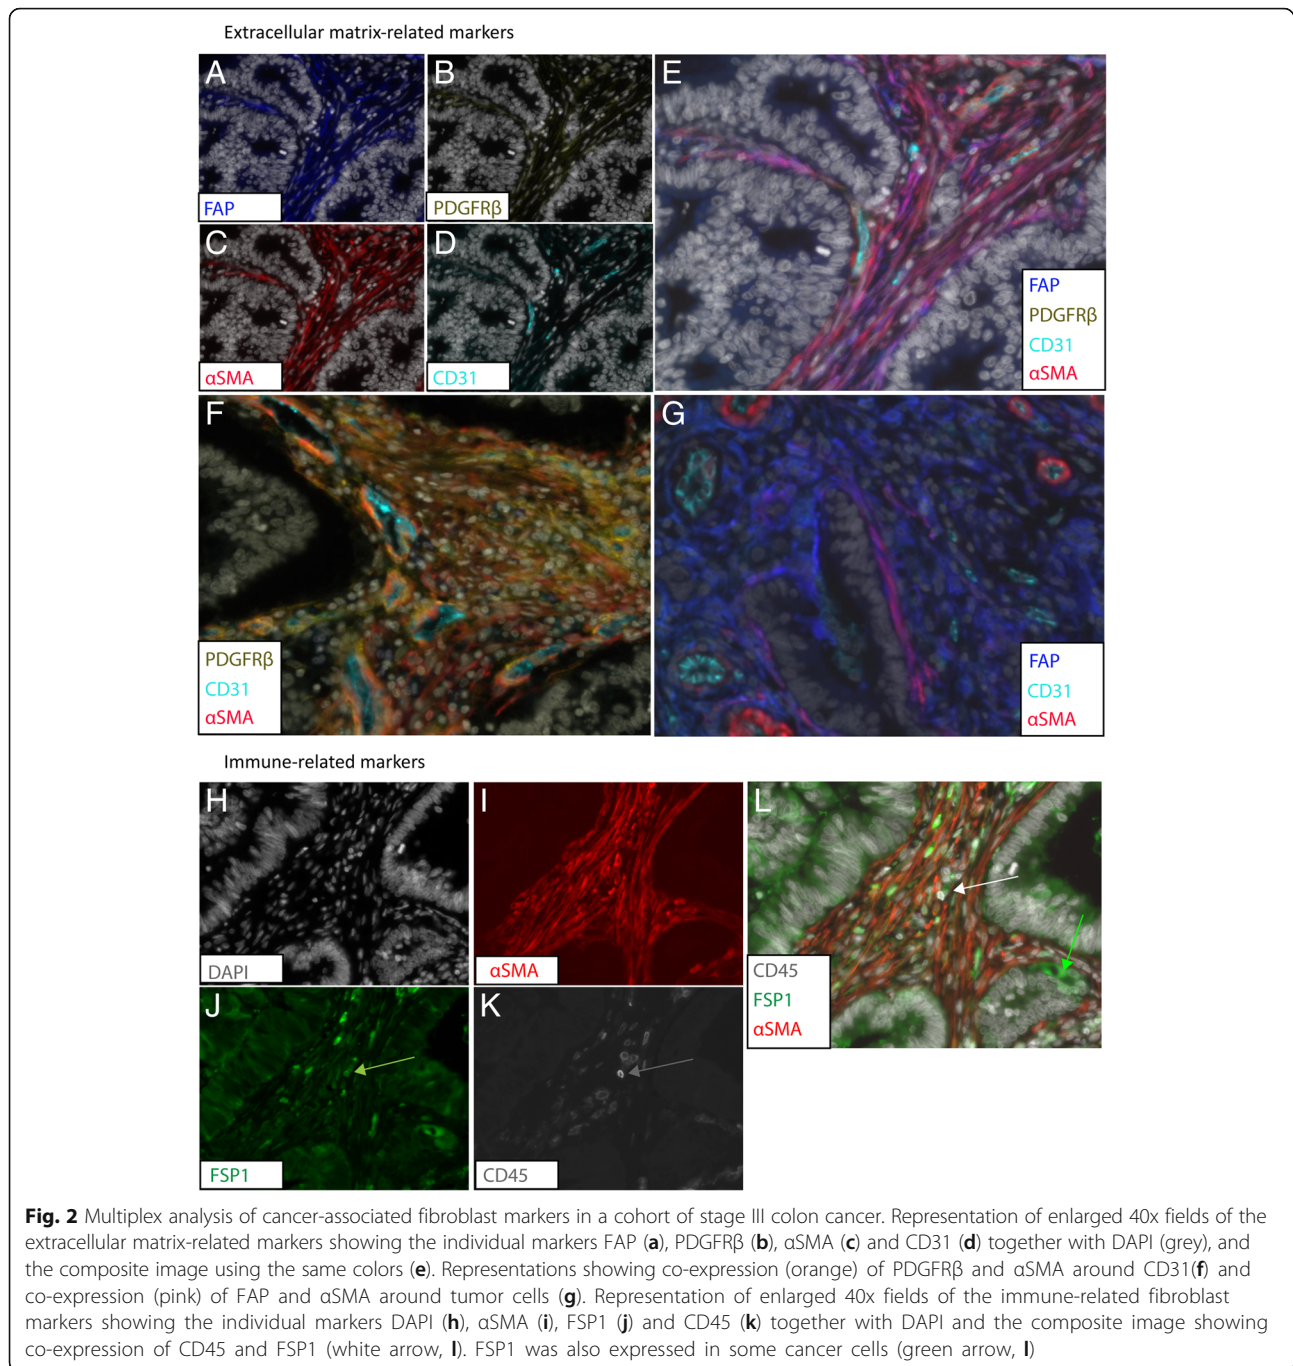 Extracellular matrix-related markers
A
FAP
B
PDGFRβ
C
αSMA
D
CD31
E
FAP
PDGFRβ
CD31
αSMA
F
PDGFRβ
CD31
αSMA
G
FAP
CD31
αSMA
Immune-related markers
H
DAPI
I
αSMA
J
FSP1
K
CD45
L
CD45
FSP1
αSMA
Fig. 2 Multiplex analysis of cancer-associated fibroblast markers in a cohort of stage III colon cancer. Representation of enlarged 40x fields of the
extracellular matrix-related markers showing the individual markers FAP (a), PDGFRβ (b), αSMA (c) and CD31 (d) together with DAPI (grey), and
the composite image using the same colors (e). Representations showing co-expression (orange) of PDGFRβ and αSMA around CD31(f) and
co-expression (pink) of FAP and αSMA around tumor cells (g). Representation of enlarged 40x fields of the immune-related fibroblast
markers showing the individual markers DAPI (h), αSMA (i), FSP1 (j) and CD45 (k) together with DAPI and the composite image showing
co-expression of CD45 and FSP1 (white arrow, l). FSP1 was also expressed in some cancer cells (green arrow, l)